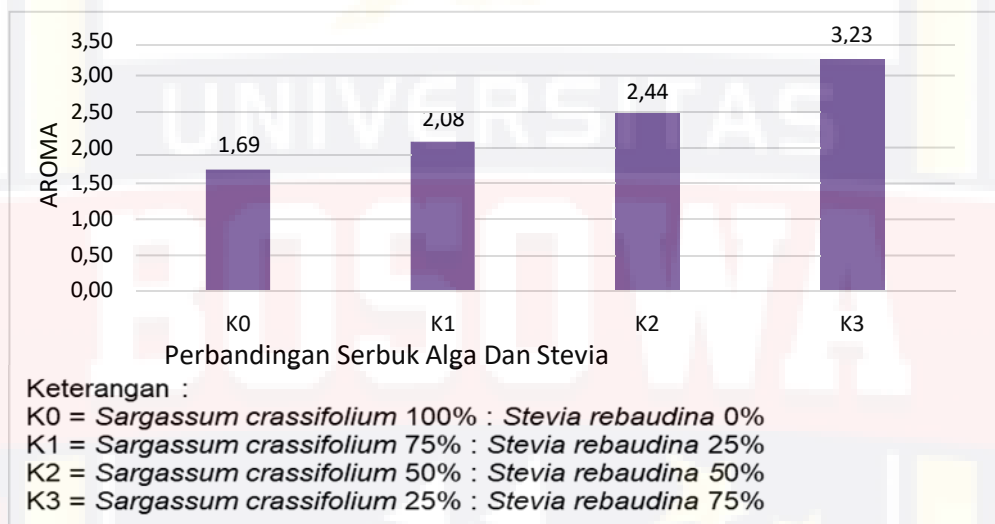 3,50
3,00
2,50
2,00
1,50
1,00
0,50
0,00
AROMA
1,69
2,08
2,44
3,23
K0 K1 K2 K3
Perbandingan Serbuk Alga Dan Stevia
Keterangan :
K0 = Sargassum crassifolium 100% : Stevia rebaudina 0%
K1 = Sargassum crassifolium 75% : Stevia rebaudina 25%
K2 = Sargassum crassifolium 50% : Stevia rebaudina 50%
K3 = Sargassum crassifolium 25% : Stevia rebaudina 75%
UNIVERSITAS
BOSOWA